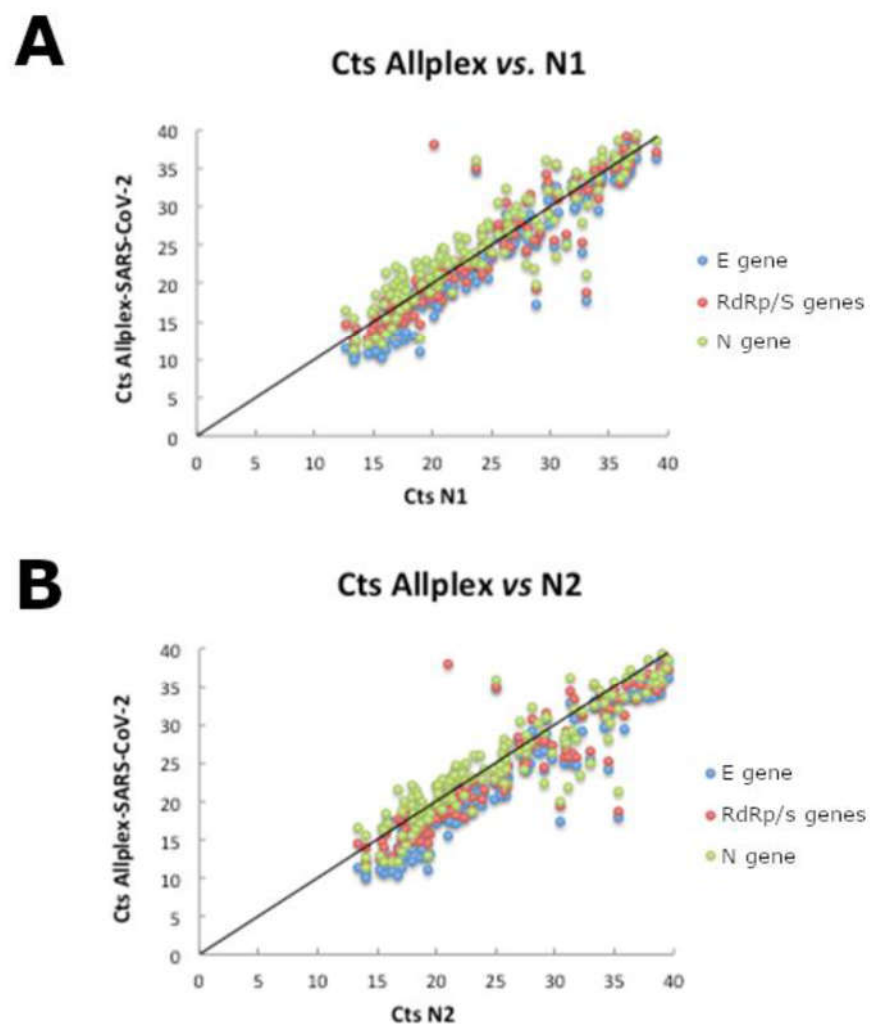 A
Cts Allplex vs. N1
Cts Allplex-SARS-CoV-2
40
35
30
25
20
15
10
5
0
0 5 10 15 20 25 30 35 40
Cts N1
E gene
RdRp/S genes
N gene
B
Cts Allplex vs N2
Cts Allplex-SARS-CoV-2
40
35
30
25
20
15
10
5
0
0 5 10 15 20 25 30 35 40
Cts N2
E gene
RdRp/s genes
N gene